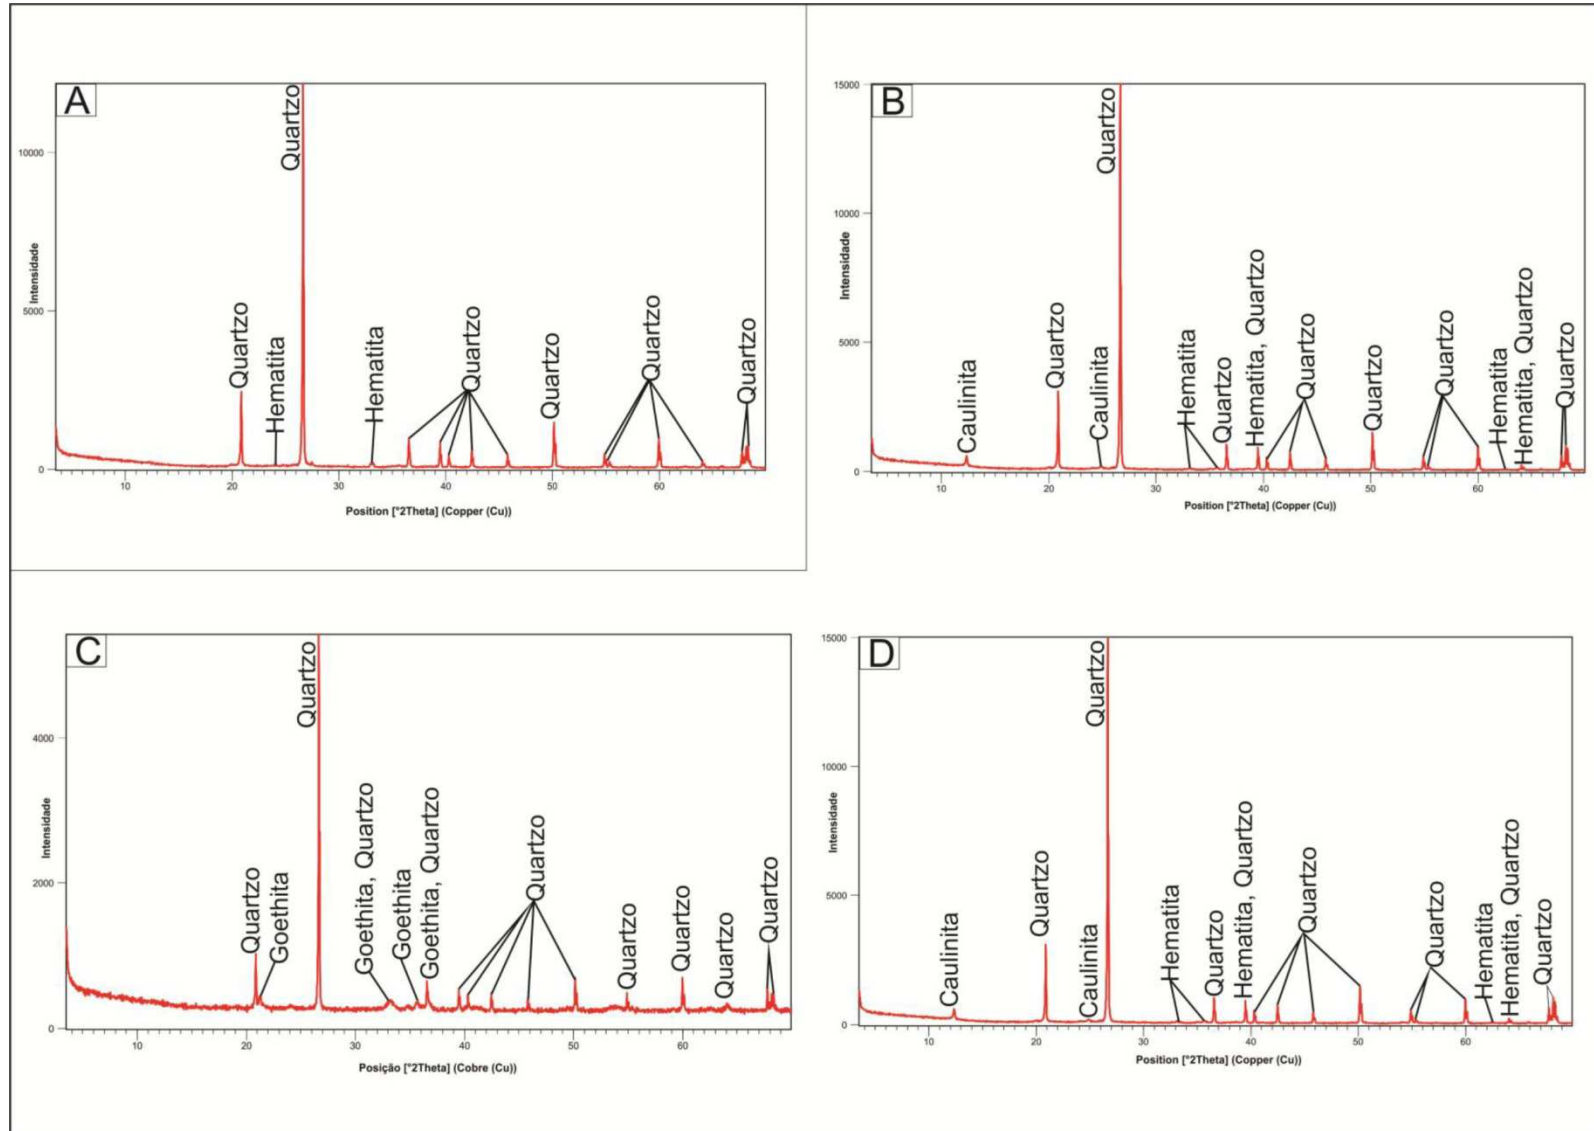 A
Intensidade
10000
5000
0
Quartzo
Hematita
Quartzo
Hematita
Quartzo
Quartzo
Quartzo
Quartzo
10 20 30 40 50 60
Position [°2Theta] (Copper (Cu))
B
Intensidade
15000
10000
5000
0
Caulinita
Quartzo
Caulinita
Quartzo
Hematita
Quartzo
Hematita, Quartzo
Quartzo
Quartzo
Quartzo
Hematita
Hematita, Quartzo
Quartzo
10 20 30 40 50 60
Position [°2Theta] (Copper (Cu))
C
Intensidade
4000
2000
0
Quartzo
Goethita
Quartzo
Goethita, Quartzo
Goethita
Goethita, Quartzo
Quartzo
Quartzo
Quartzo
Quartzo
Quartzo
10 20 30 40 50 60
Posição [°2Theta] (Cobre (Cu))
D
Intensidade
15000
10000
5000
0
Caulinita
Quartzo
Caulinita
Quartzo
Hematita
Quartzo
Hematita, Quartzo
Quartzo
Quartzo
Hematita
Hematita, Quartzo
Quartzo
10 20 30 40 50 60
Position [°2Theta] (Copper (Cu))